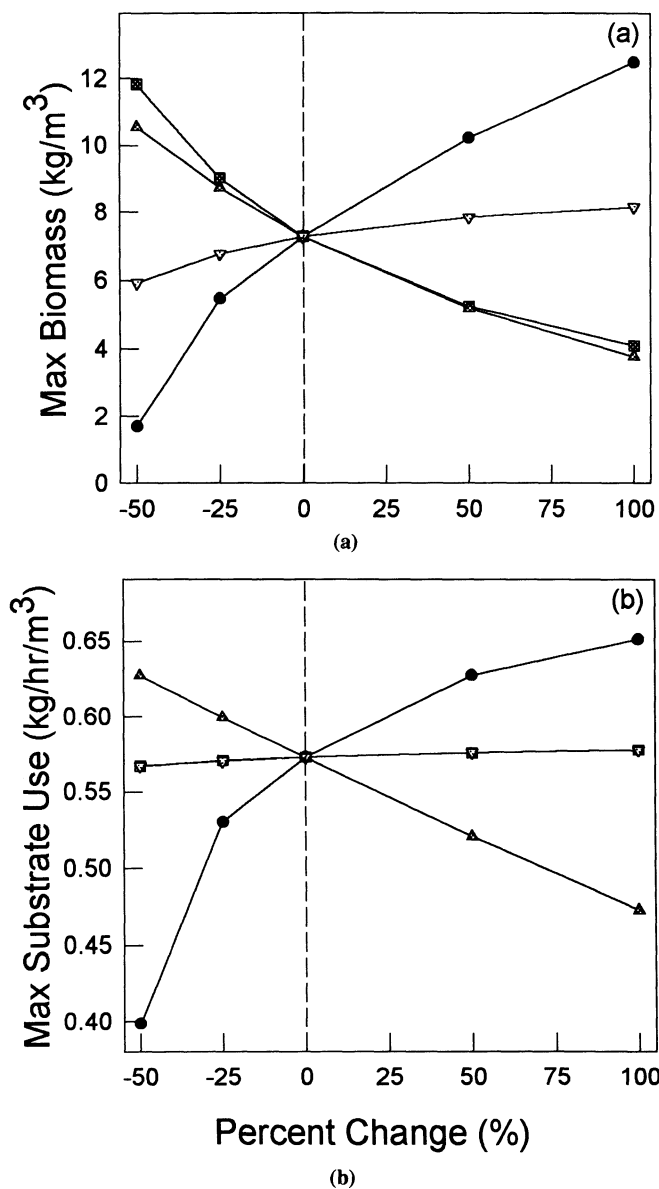 (a)
Max Biomass (kg/m3)
12
10
8
6
4
2
0
-50 -25 0 25 50 75 100
(a)
(b)
Max Substrate Use (kg/hr/m3)
0.65
0.60
0.55
0.50
0.45
0.40
-50 -25 0 25 50 75 100
Percent Change (%)
(b)